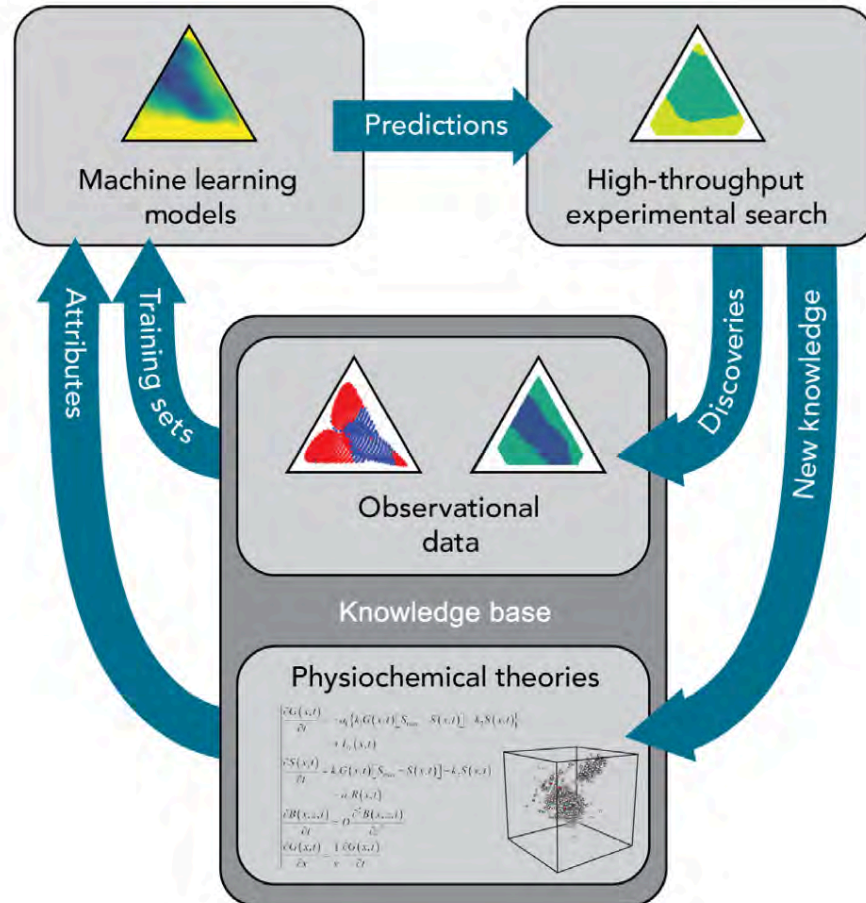 Machine learning
models
Predictions
High-throughput
experimental search
Attributes
Training sets
Discoveries
New knowledge
Observational
data
Knowledge base
Physiochemical theories